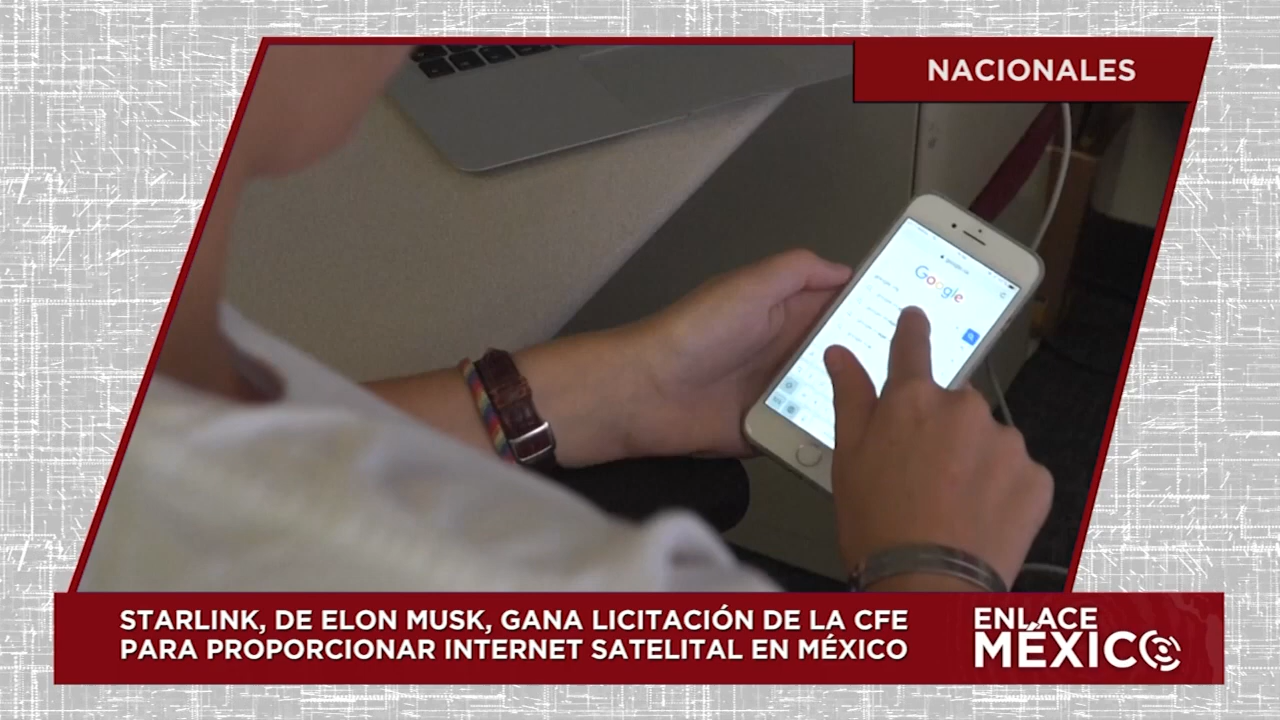 NACIONALES
Google
STARLINK, DE ELON MUSK, GANA LICITACIÓN DE LA CFE
PARA PROPORCIONAR INTERNET SATELITAL EN MÉXICO
ENLACE
MÉXICO